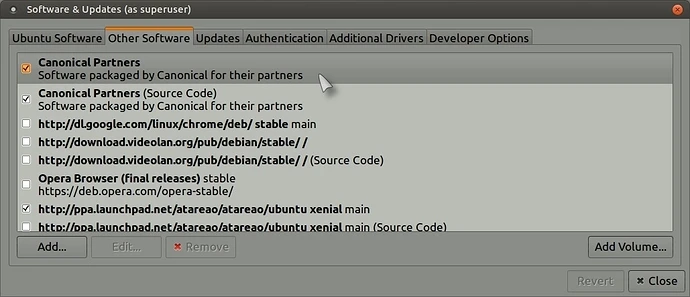 Software & Updates (as superuser)
Ubuntu Software Other Software Updates Authentication Additional Drivers Developer Options
Canonical Partners
Software packaged by Canonical for their partners
Canonical Partners (Source Code)
Software packaged by Canonical for their partners
http://dl.google.com/linux/chrome/deb/ stable main
http://download.videolan.org/pub/debian/stable/ /
http://download.videolan.org/pub/debian/stable/ / (Source Code)
Opera Browser (final releases) stable
https://deb.opera.com/opera-stable/
http://ppa.launchpad.net/atareao/atareao/ubuntu xenial main
http://ppa.launchpad.net/atareao/atareao/ubuntu xenial main (Source Code)
Add... Edit... Remove Add Volume...
Revert Close